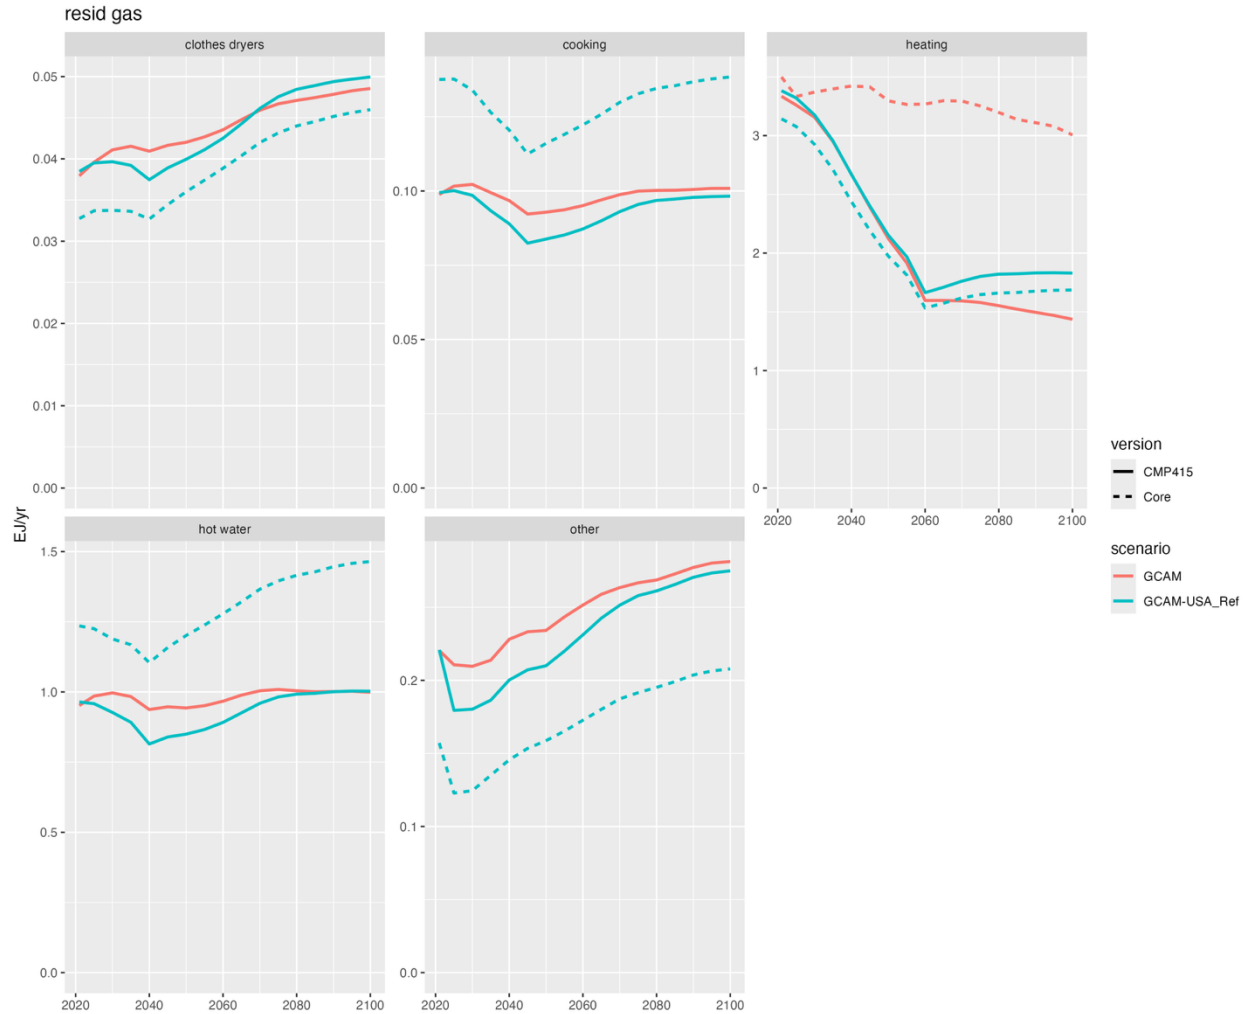 resid gas
clothes dryers
cooking
heating
0.05
0.04
0.03
0.02
0.01
0.00
0.10
0.05
0.00
3
2
1
0
2020 2040 2060 2080 2100
EJ/yr
hot water
other
1.5
1.0
0.5
0.0
0.2
0.1
0.0
2020 2040 2060 2080 2100
2020 2040 2060 2080 2100
version
CMP415
Core
scenario
GCAM
GCAM-USA_Ref